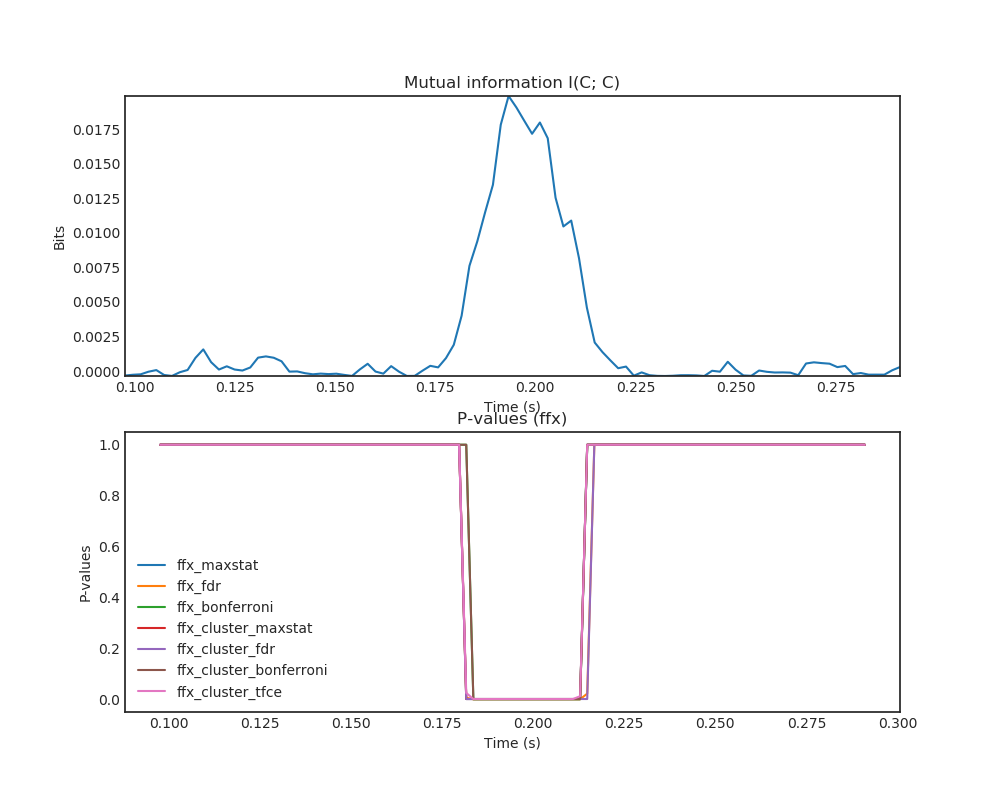 Mutual information I(C; C)
0.0175
0.0150
0.0125
0.0100
0.0075
0.0050
0.0025
0.0000
Bits
0.100 0.125 0.150 0.175 0.200 0.225 0.250 0.275
Time (s)
P-values (ffx)
1.0
0.8
0.6
0.4
0.2
0.0
P-values
ffx_maxstat
ffx_fdr
ffx_bonferroni
ffx_cluster_maxstat
ffx_cluster_fdr
ffx_cluster_bonferroni
ffx_cluster_tfce
0.100 0.125 0.150 0.175 0.200 0.225 0.250 0.275 0.300
Time (s)